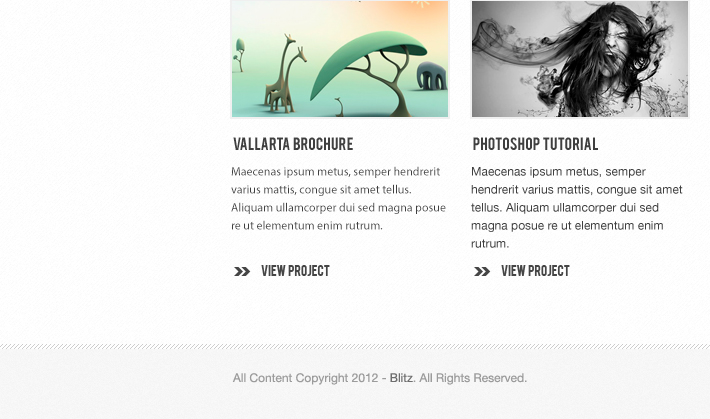 VALLARTA BROCHURE
Maecenas ipsum metus, semper hendrerit
varius mattis, congue sit amet tellus.
Aliquam ullamcorper dui sed magna posue
re ut elementum enim rutrum.
VIEW PROJECT
PHOTOSHOP TUTORIAL
Maecenas ipsum metus, semper
hendrerit varius mattis, congue sit amet
tellus. Aliquam ullamcorper dui sed
magna posue re ut elementum enim
rutrum.
VIEW PROJECT
All Content Copyright 2012 - Blitz. All Rights Reserved.